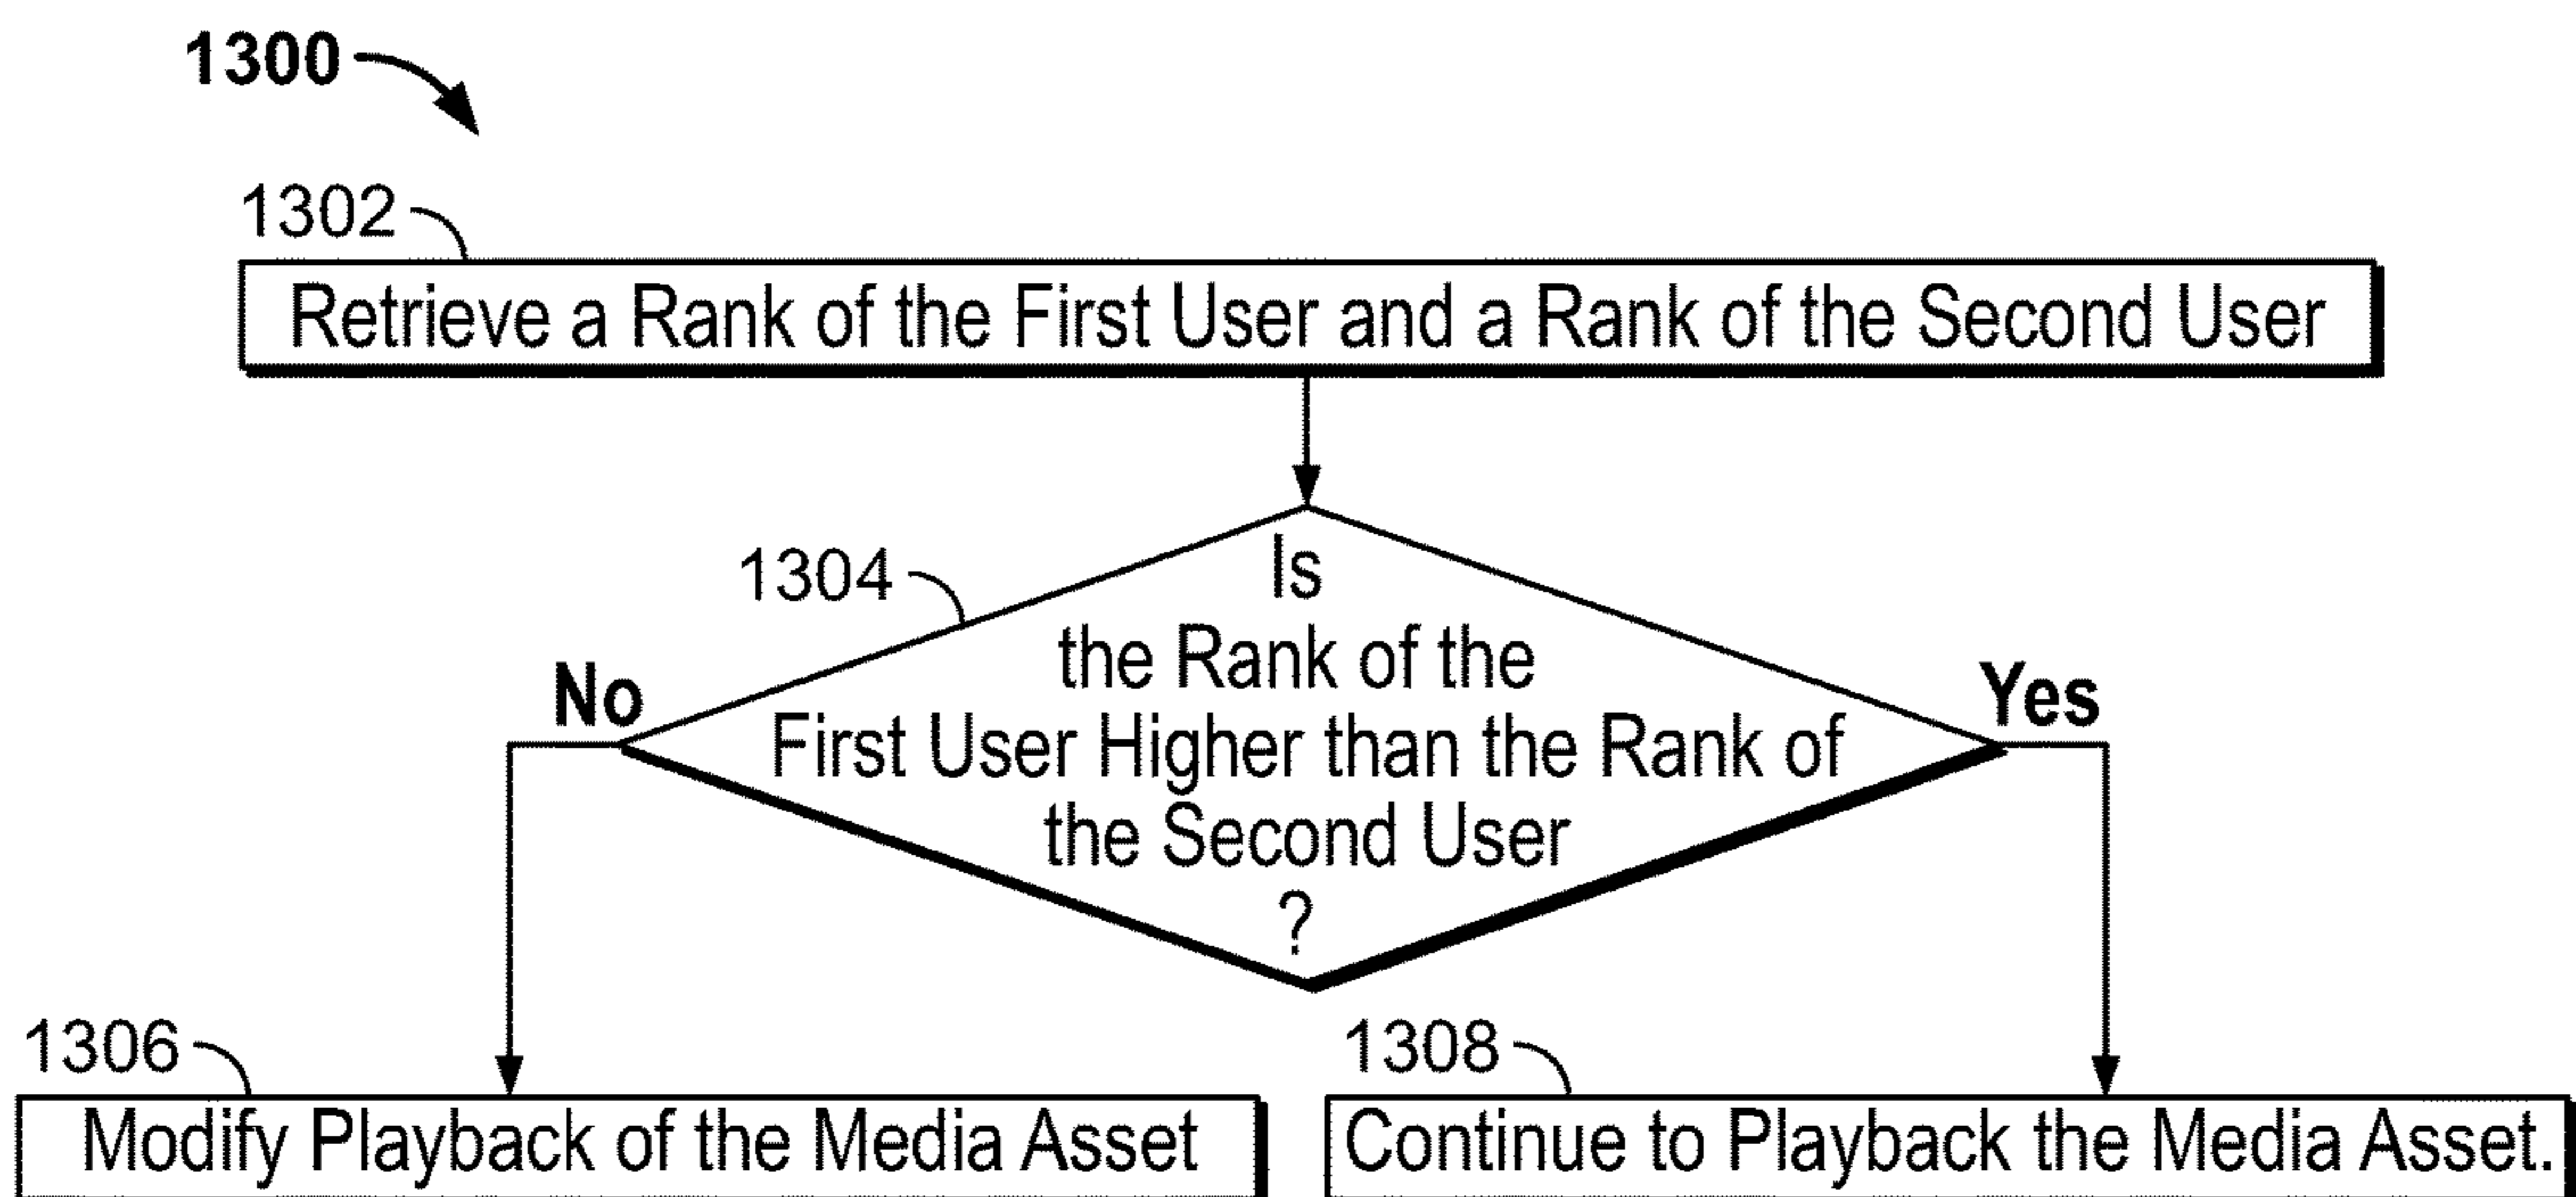 1300
1302
Retrieve a Rank of the First User and a Rank of the Second User
1304
Is
the Rank of the
First User Higher than the Rank of
the Second User
?
No
Yes
1306
Modify Playback of the Media Asset
1308
Continue to Playback the Media Asset.